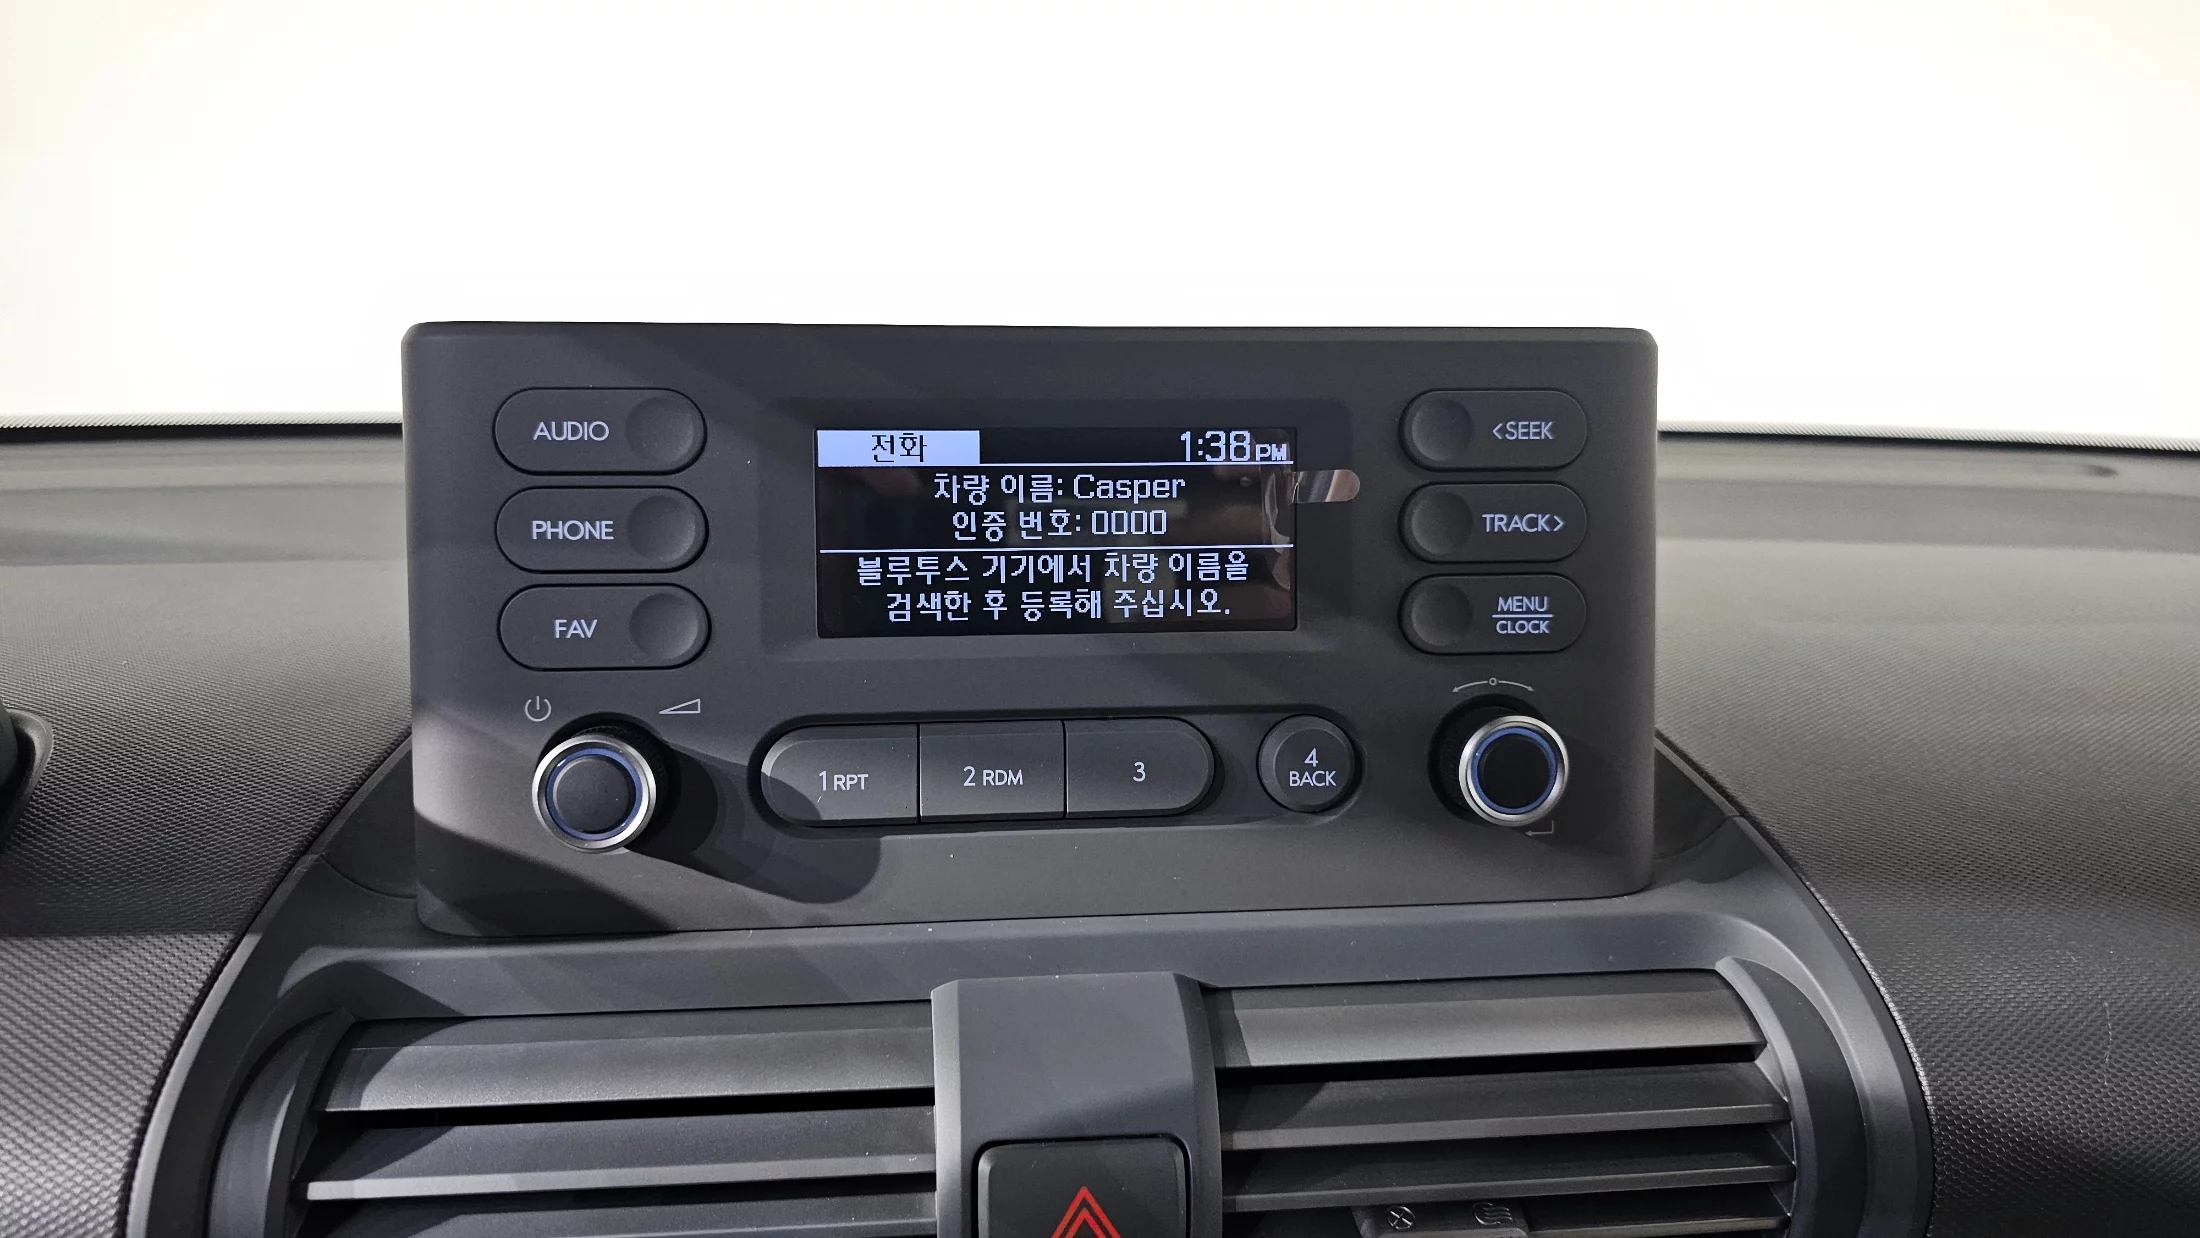 AUDIO
PHONE
FAV
전화 1:38 PM
차량 이름: Casper
인증 번호: 0000
블루투스 기기에서 차량 이름을
검색한 후 등록해 주십시오.
<SEEK
TRACK>
MENU
CLOCK
1 RPT
2 RDM
3
4
BACK